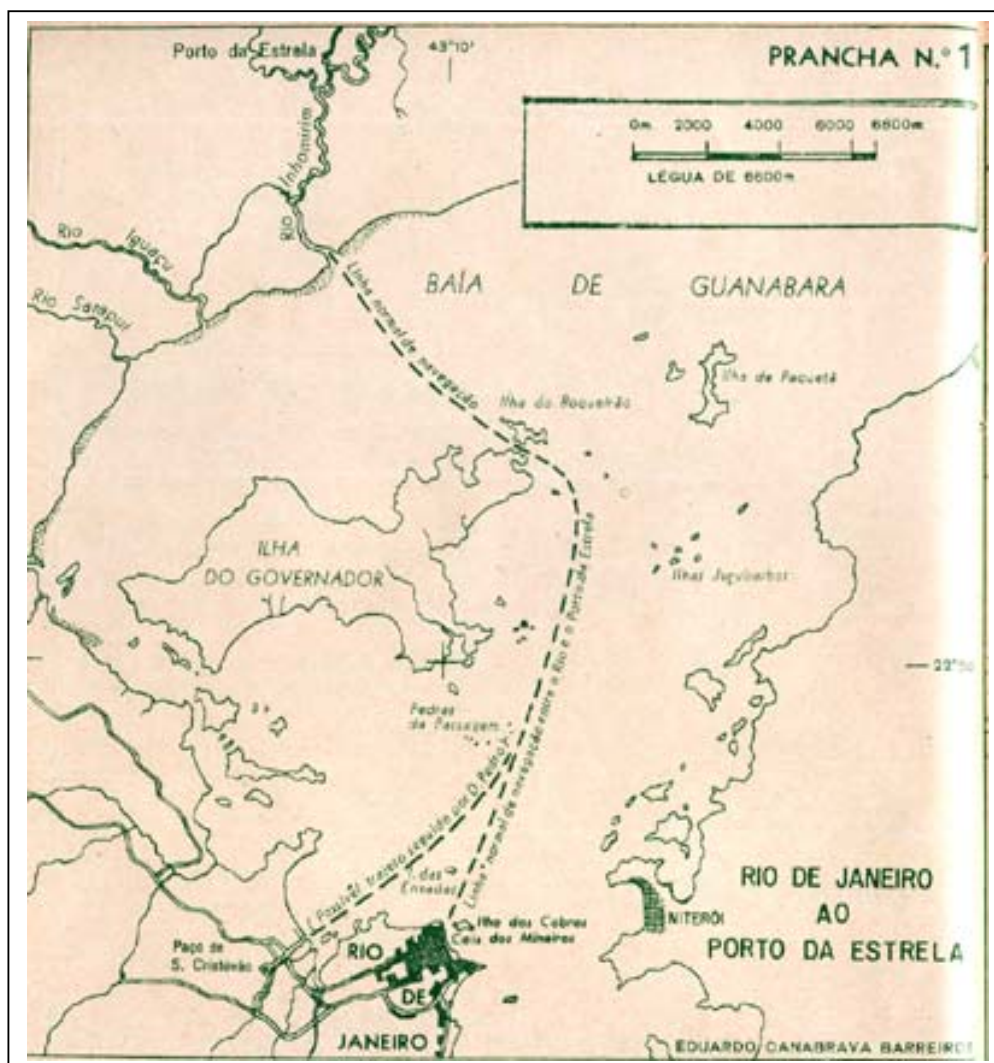 Porto da Estrela
43°10'
PRANCHA N.º 1
0m 2000 4000 6000 6600m
LÉGUA DE 6600m
Rio Inhomirim
Rio Iguaçu
Rio Sarapuí
Linha normal de navegação
BAÍA DE GUANABARA
Ilha de Paquetá
Ilha do Boqueirão
ILHA
DO GOVERNADOR
Ilhas Jurubaíbas
22°50
Pedras
da Passagem
Linha normal de navegação entre o Rio e o Porto da Estrela
Possível trajeto seguido por D. Pedro
I. das
Enxadas
Ilha das Cobras
Cais dos Mineiros
Paço de
S. Cristóvão
RIO
DE
JANEIRO
NITERÓI
RIO DE JANEIRO
AO
PORTO DA ESTRELA
EDUARDO CANABRAVA BARREIROS